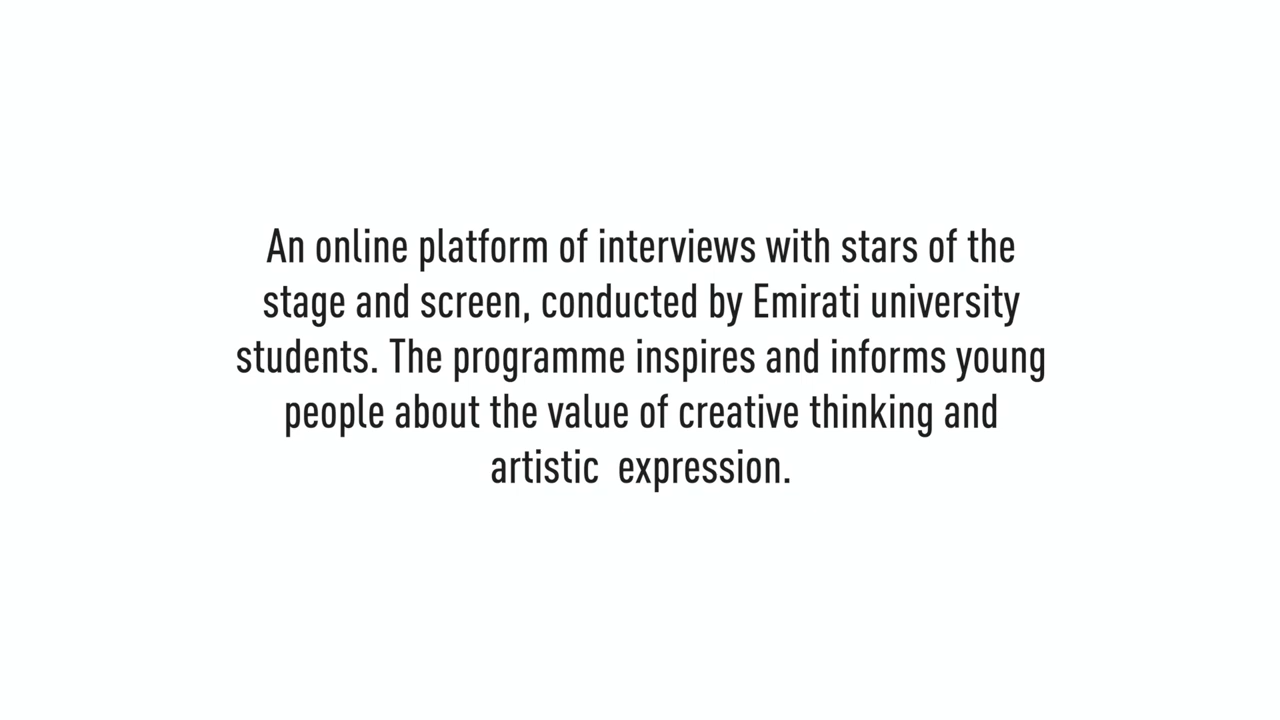 An online platform of interviews with stars of the
stage and screen, conducted by Emirati university
students. The programme inspires and informs young
people about the value of creative thinking and
artistic  expression.